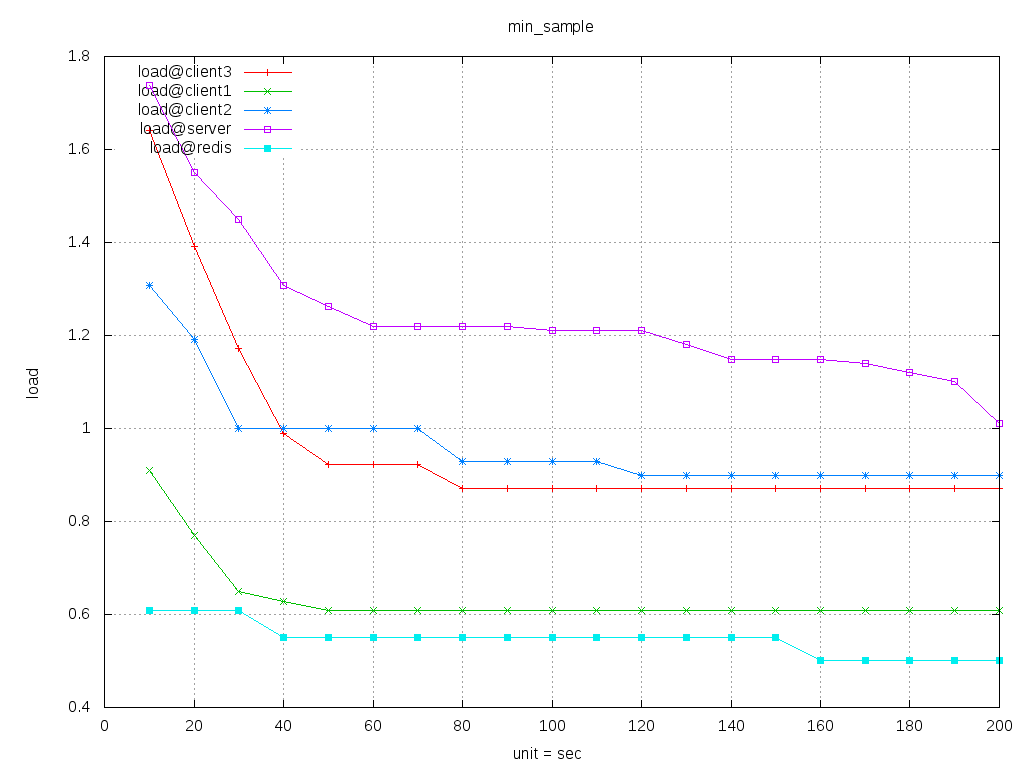 min_sample
1.8
1.6
1.4
1.2
1
0.8
0.6
0.4
load
load@client3
load@client1
load@client2
load@server
load@redis
0 20 40 60 80 100 120 140 160 180 200
unit = sec